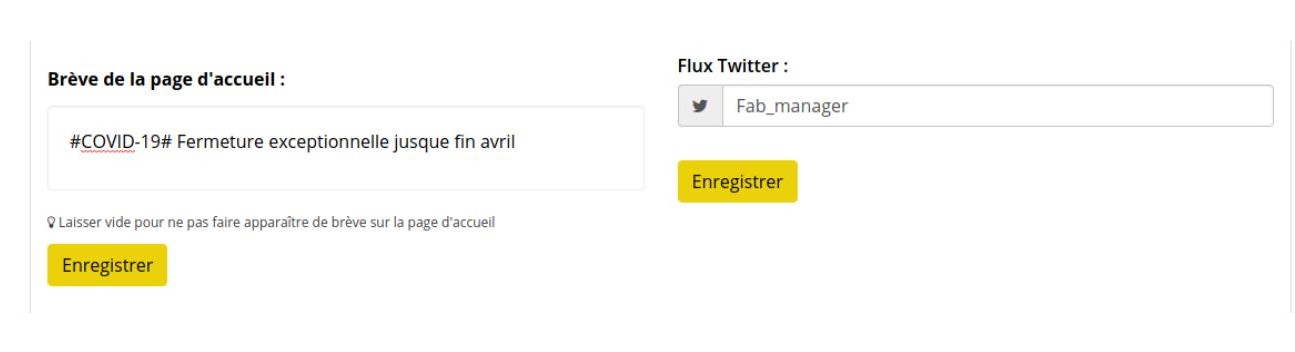 Brève de la page d'accueil :
#COVID-19# Fermeture exceptionnelle jusque fin avril
Laisser vide pour ne pas faire apparaître de brève sur la page d'accueil
Enregistrer
Flux Twitter :
Fab_manager
Enregistrer